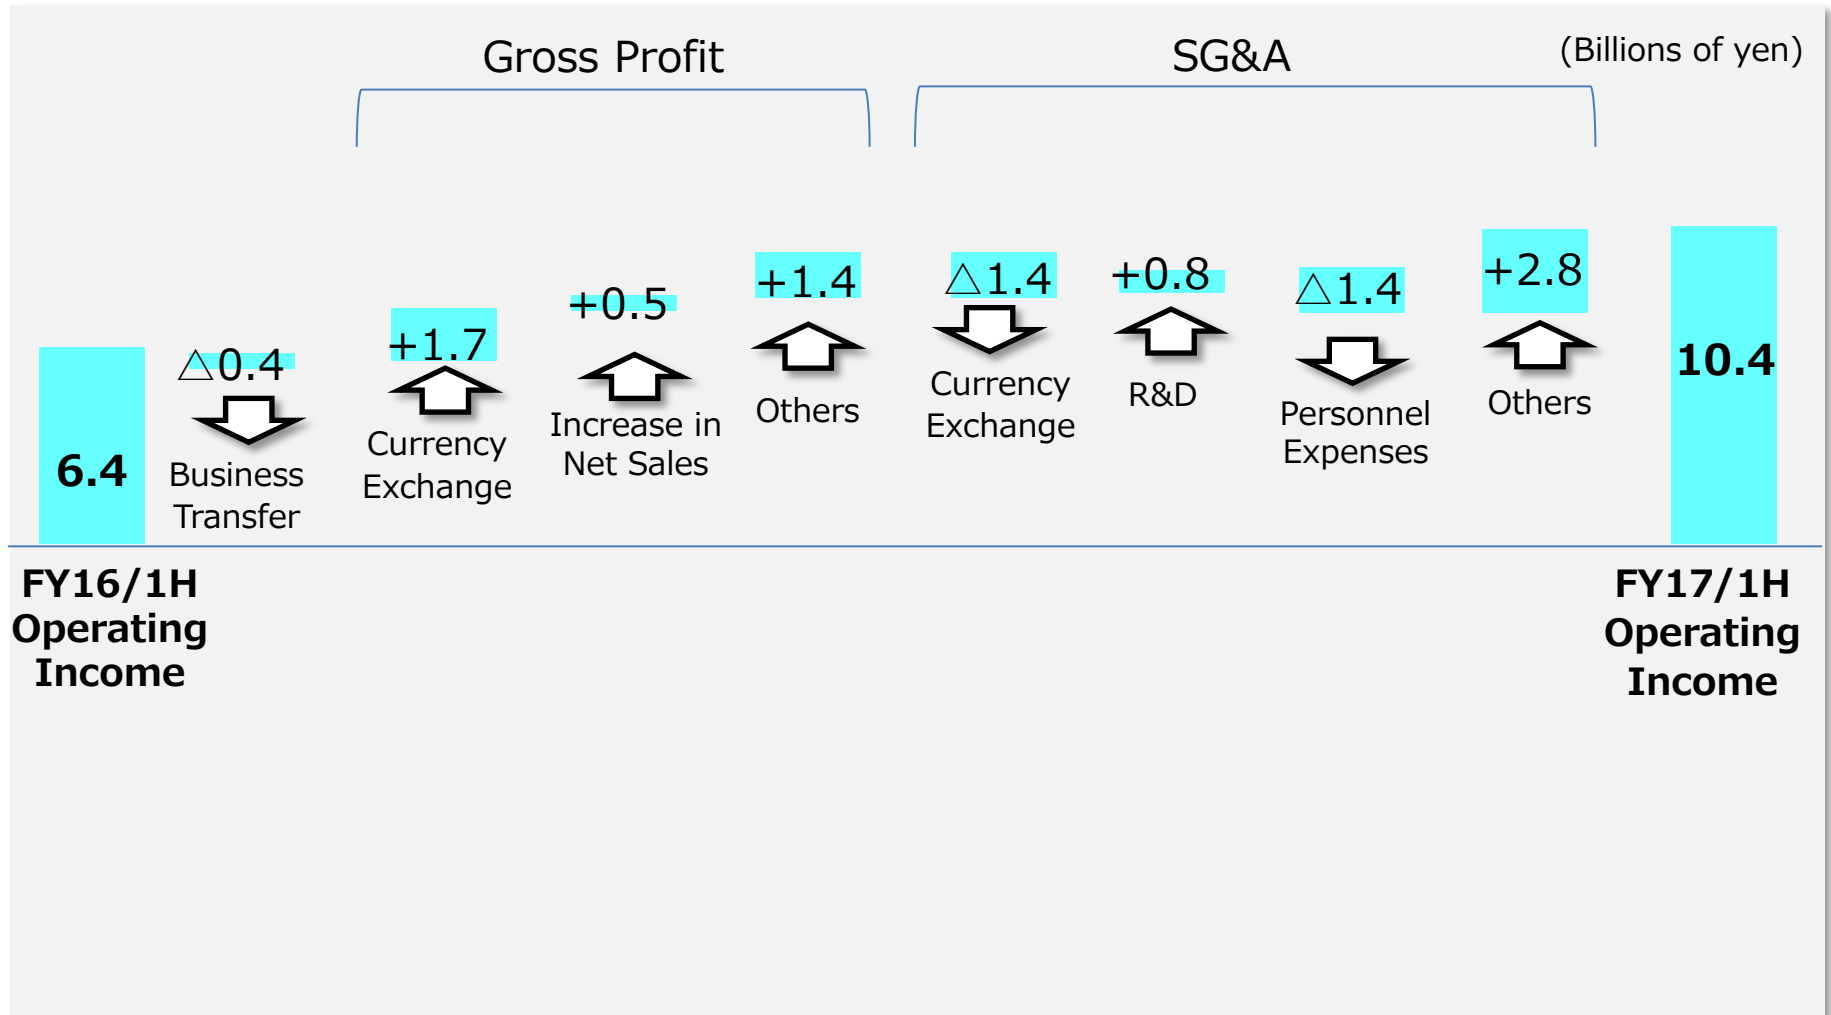 Gross Profit
SG&A
(Billions of yen)
6.4
△0.4
Business
Transfer
+1.7
Currency
Exchange
+0.5
Increase in
Net Sales
+1.4
Others
△1.4
Currency
Exchange
+0.8
R&D
△1.4
Personnel
Expenses
+2.8
Others
10.4
FY16/1H
Operating
Income
FY17/1H
Operating
Income